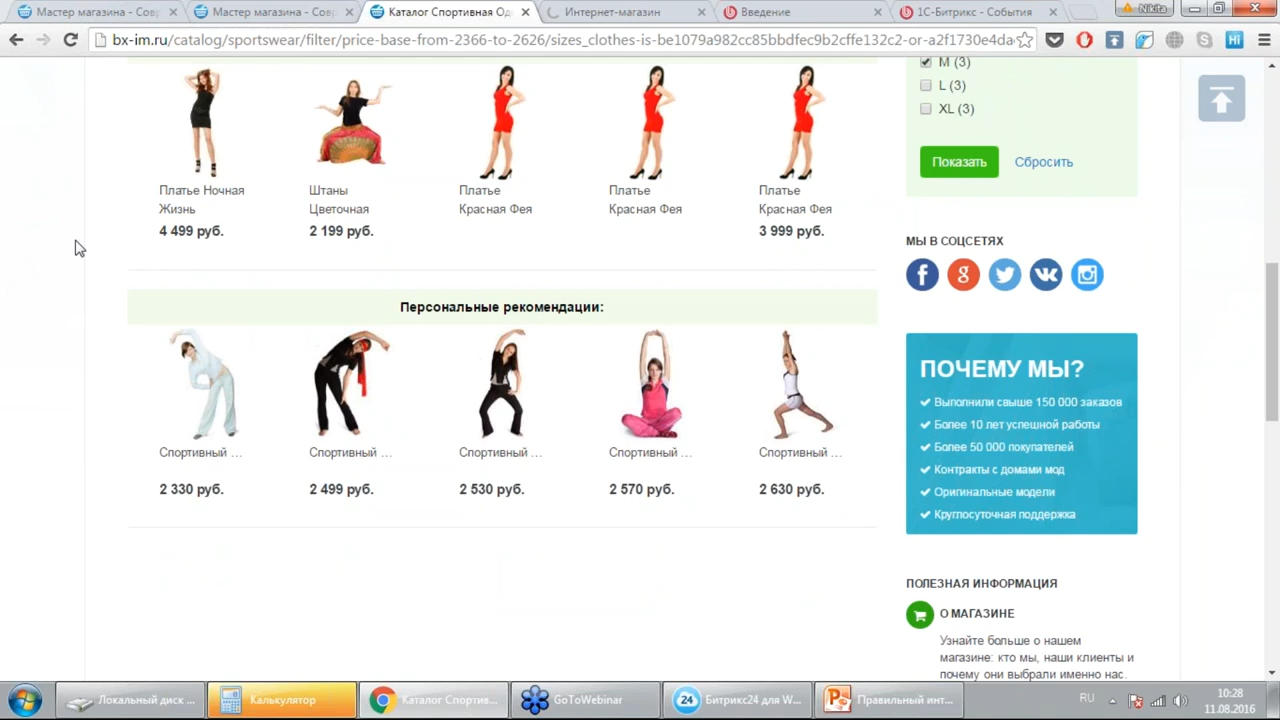 Мастер магазина - Совр
Мастер магазина - Совр
Каталог Спортивная Од
Интернет-магазин
Введение
1С-Битрикс - События
Nikita
bx-im.ru/catalog/sportswear/filter/price-base-from-2366-to-2626/sises_clothes-is-be1079a982cc85bbdfec9b2cffe132c2-or-a2f1730e4da
M (3)
L (3)
XL (3)
Показать
Сбросить
Платье Ночная
Жизнь
4 499 руб.
Штаны
Цветочная
2 199 руб.
Платье
Красная Фея
Платье
Красная Фея
Платье
Красная Фея
3 999 руб.
МЫ В СОЦСЕТЯХ
Персональные рекомендации:
Спортивный ...
2 330 руб.
Спортивный ...
2 499 руб.
Спортивный ...
2 530 руб.
Спортивный ...
2 570 руб.
Спортивный ...
2 630 руб.
ПОЧЕМУ МЫ?
Выполнили свыше 150 000 заказов
Более 10 лет успешной работы
Более 50 000 покупателей
Контракты с домами мод
Оригинальные модели
Круглосуточная поддержка
ПОЛЕЗНАЯ ИНФОРМАЦИЯ
О МАГАЗИНЕ
Узнайте больше о нашем
магазине: кто мы, наши клиенты и
почему они выбрали именно нас.
Локальный диск ...
Калькулятор
Каталог Спортив...
GoToWebinar
24
Битрикс24 для W...
Правильный инт...
RU
10:28
11.08.2016